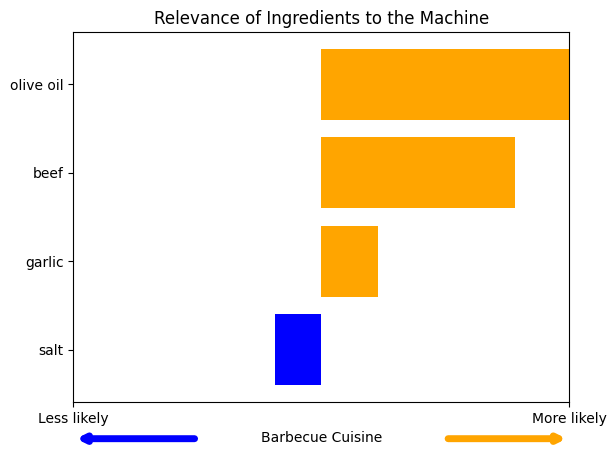 Relevance of Ingredients to the Machine
olive oil
beef
garlic
salt
Less likely
More likely
Barbecue Cuisine